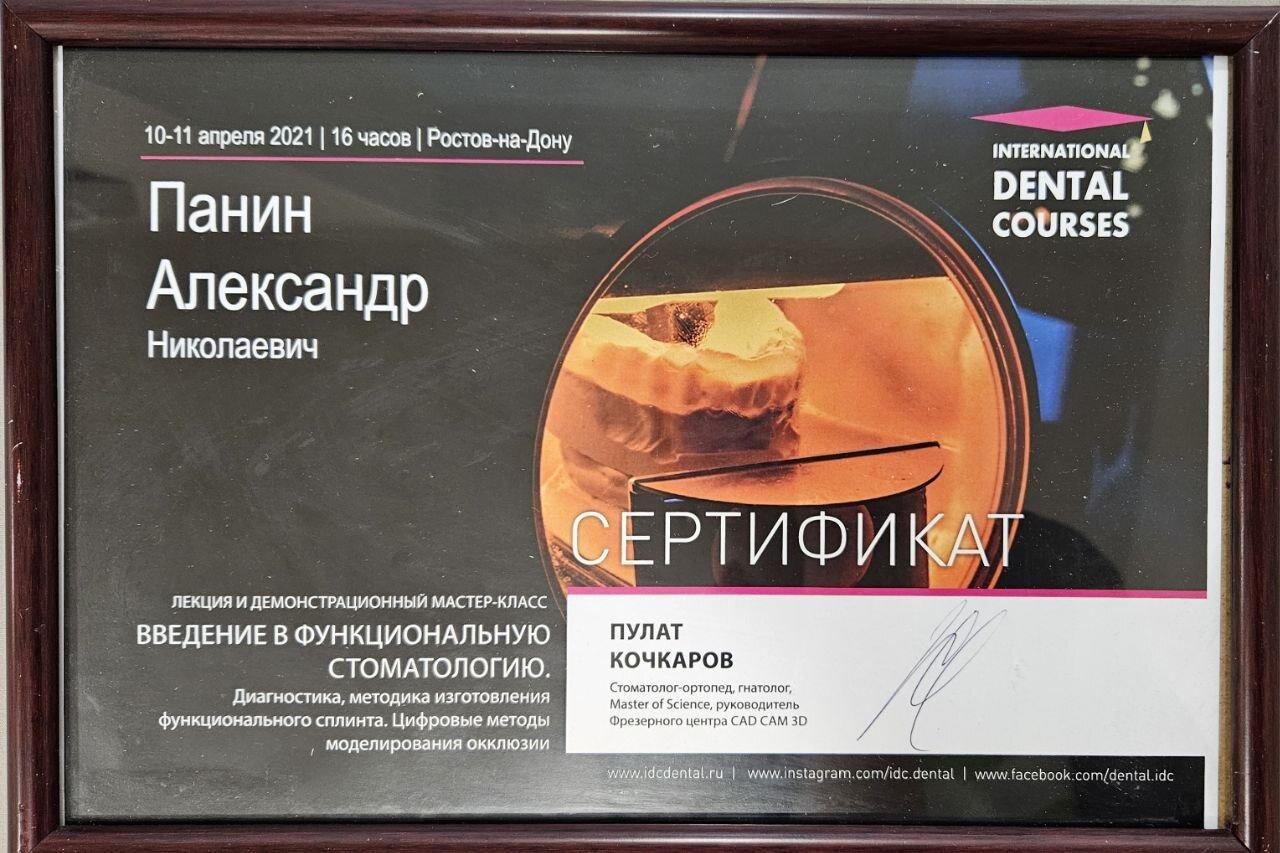 10-11 апреля 2021 | 16 часов | Ростов-на-Дону
Панин
Александр
Николаевич
INTERNATIONAL
DENTAL
COURSES
СЕРТИФИКАТ
ЛЕКЦИЯ И ДЕМОНСТРАЦИОННЫЙ МАСТЕР-КЛАСС
ВВЕДЕНИЕ В ФУНКЦИОНАЛЬНУЮ
СТОМАТОЛОГИЮ.
Диагностика, методика изготовления
функционального сплинта. Цифровые методы
моделирования окклюзии
ПУЛАТ
КОЧКАРОВ
Стоматолог-ортопед, гнатолог,
Master of Science, руководитель
Фрезерного центра CAD CAM 3D
www.idcdental.ru | www.instagram.com/idc.dental | www.facebook.com/dental.idc